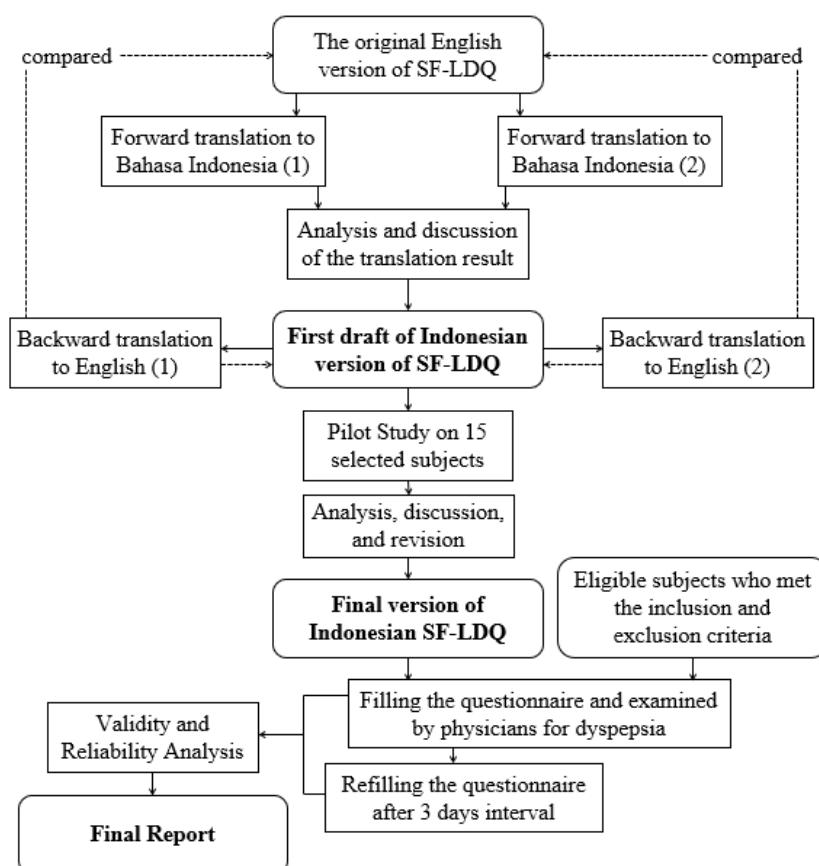 The original English
version of SF-LDQ
compared
compared
Forward translation to
Bahasa Indonesia (1)
Forward translation to
Bahasa Indonesia (2)
Analysis and discussion
of the translation result
Backward translation
to English (1)
First draft of Indonesian
version of SF-LDQ
Backward translation
to English (2)
Pilot Study on 15
selected subjects
Analysis, discussion,
and revision
Final version of
Indonesian SF-LDQ
Eligible subjects who met
the inclusion and
exclusion criteria
Filling the questionnaire and examined
by physicians for dyspepsia
Validity and
Reliability Analysis
Refilling the questionnaire
after 3 days interval
Final Report